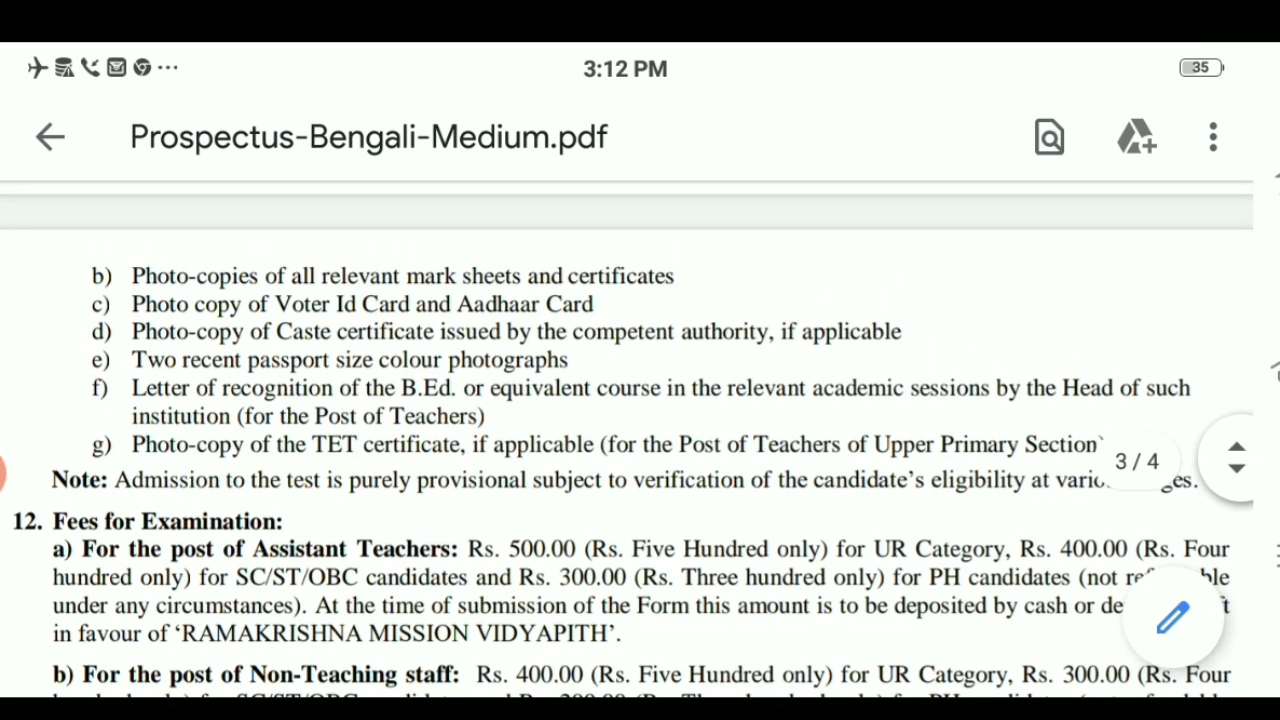 3:12 PM
35
Prospectus-Bengali-Medium.pdf
b) Photo-copies of all relevant mark sheets and certificates
c) Photo copy of Voter Id Card and Aadhaar Card
d) Photo-copy of Caste certificate issued by the competent authority, if applicable
e) Two recent passport size colour photographs
f) Letter of recognition of the B.Ed. or equivalent course in the relevant academic sessions by the Head of such
institution (for the Post of Teachers)
g) Photo-copy of the TET certificate, if applicable (for the Post of Teachers of Upper Primary Section
3 / 4
Note: Admission to the test is purely provisional subject to verification of the candidate's eligibility at
12. Fees for Examination:
a) For the post of Assistant Teachers: Rs. 500.00 (Rs. Five Hundred only) for UR Category, Rs. 400.00 (Rs. Four
hundred only) for SC/ST/OBC candidates and Rs. 300.00 (Rs. Three hundred only) for PH candidates (not
under any circumstances). At the time of submission of the Form this amount is to be deposited by cash or
in favour of ‘RAMAKRISHNA MISSION VIDYAPITH’.
b) For the post of Non-Teaching staff: Rs. 400.00 (Rs. Five Hundred only) for UR Category, Rs. 300.00 (Rs. Four